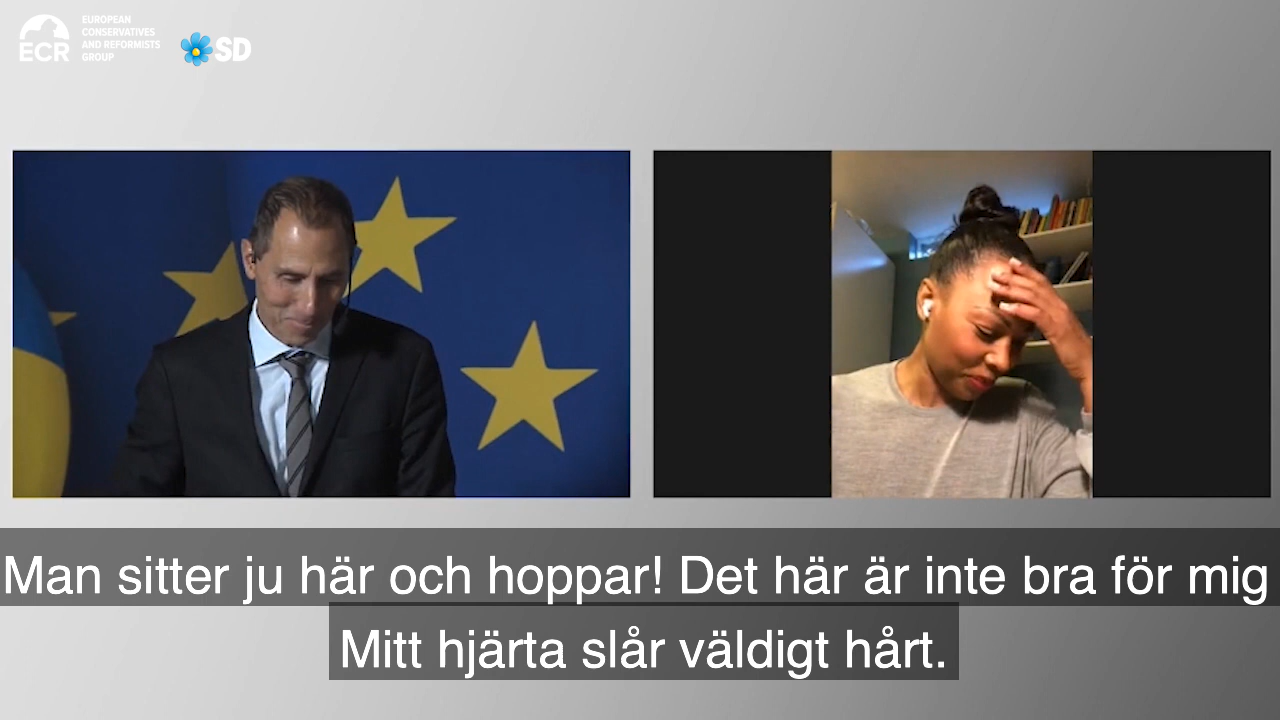 ECR
EUROPEAN
CONSERVATIVES
AND REFORMISTS
GROUP
SD
Man sitter ju här och hoppar! Det här är inte bra för mig
Mitt hjärta slår väldigt hårt.